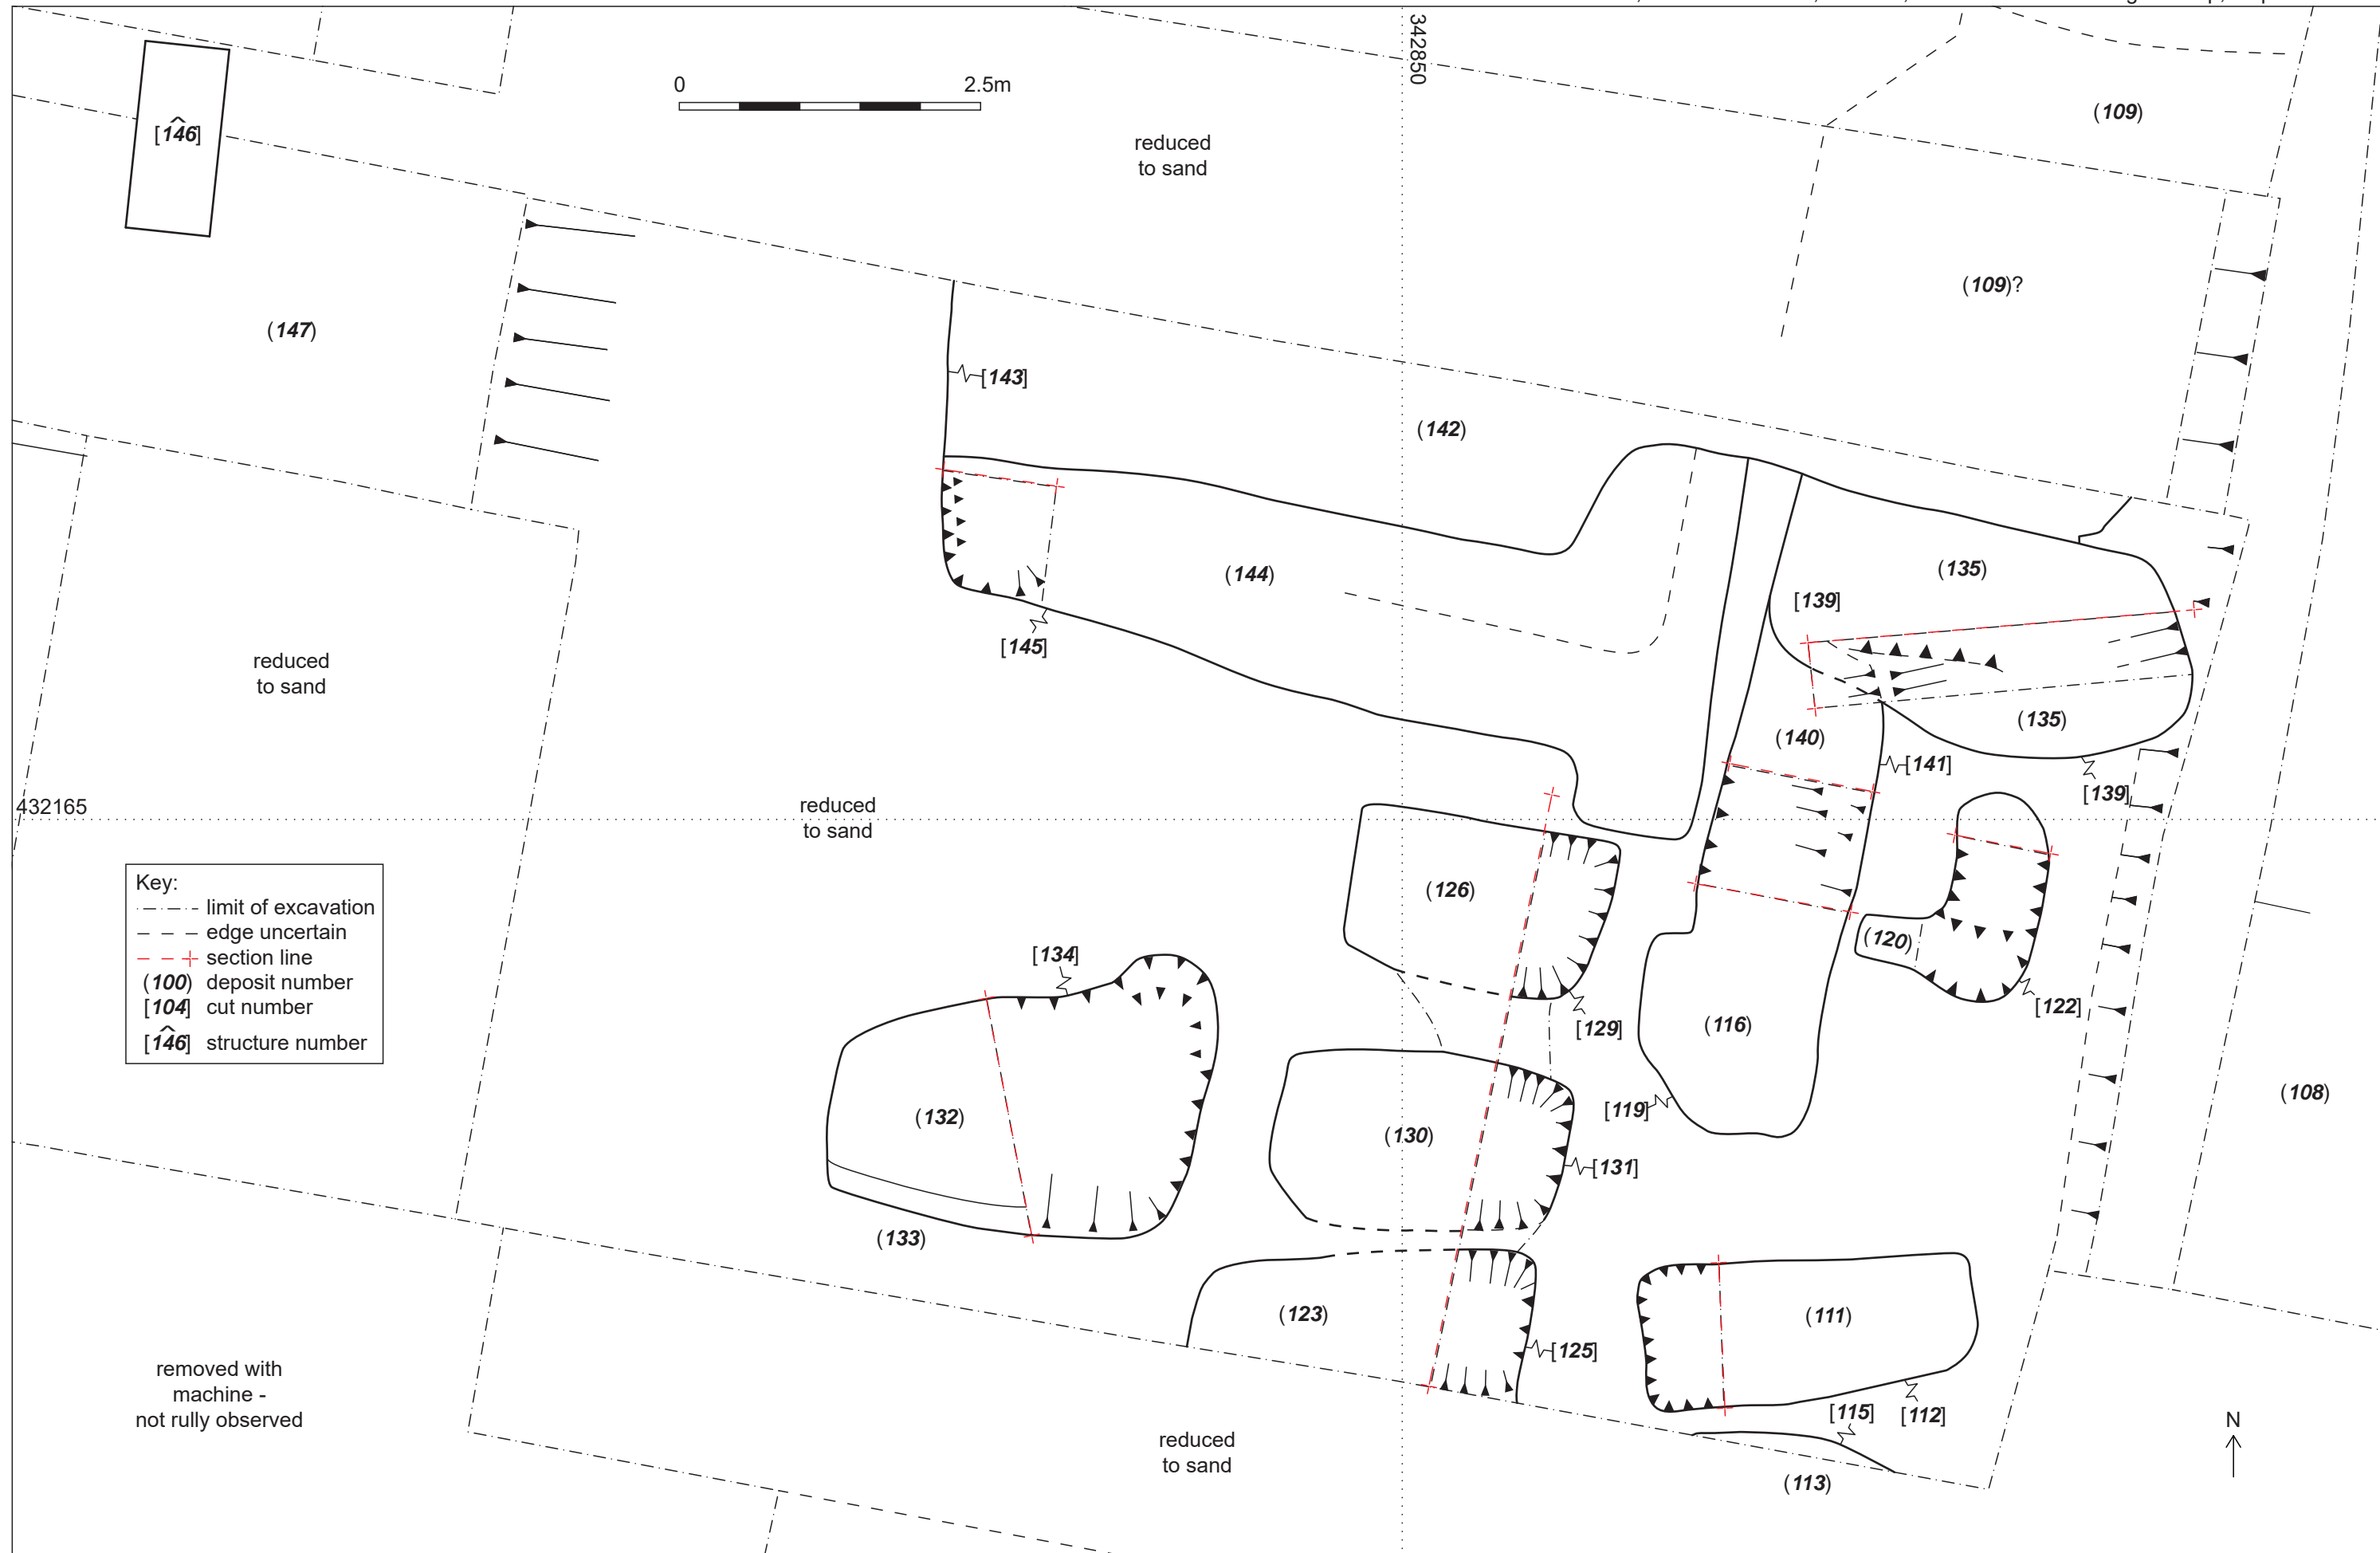 342850
0 2.5m
[146]
reduced
to sand
(109)
(109)?
(147)
[143]
(142)
(135)
(144)
[139]
[145]
reduced
to sand
(135)
(140)
[141]
[139]
432165
reduced
to sand
Key:
limit of excavation
edge uncertain
section line
(100) deposit number
[104] cut number
[146] structure number
(126)
(120)
[134]
[122]
(116)
[129]
(108)
[119]
(132)
(130)
[131]
(133)
(123)
(111)
[125]
removed with
machine -
not rully observed
[115]
[112]
N
reduced
to sand
(113)